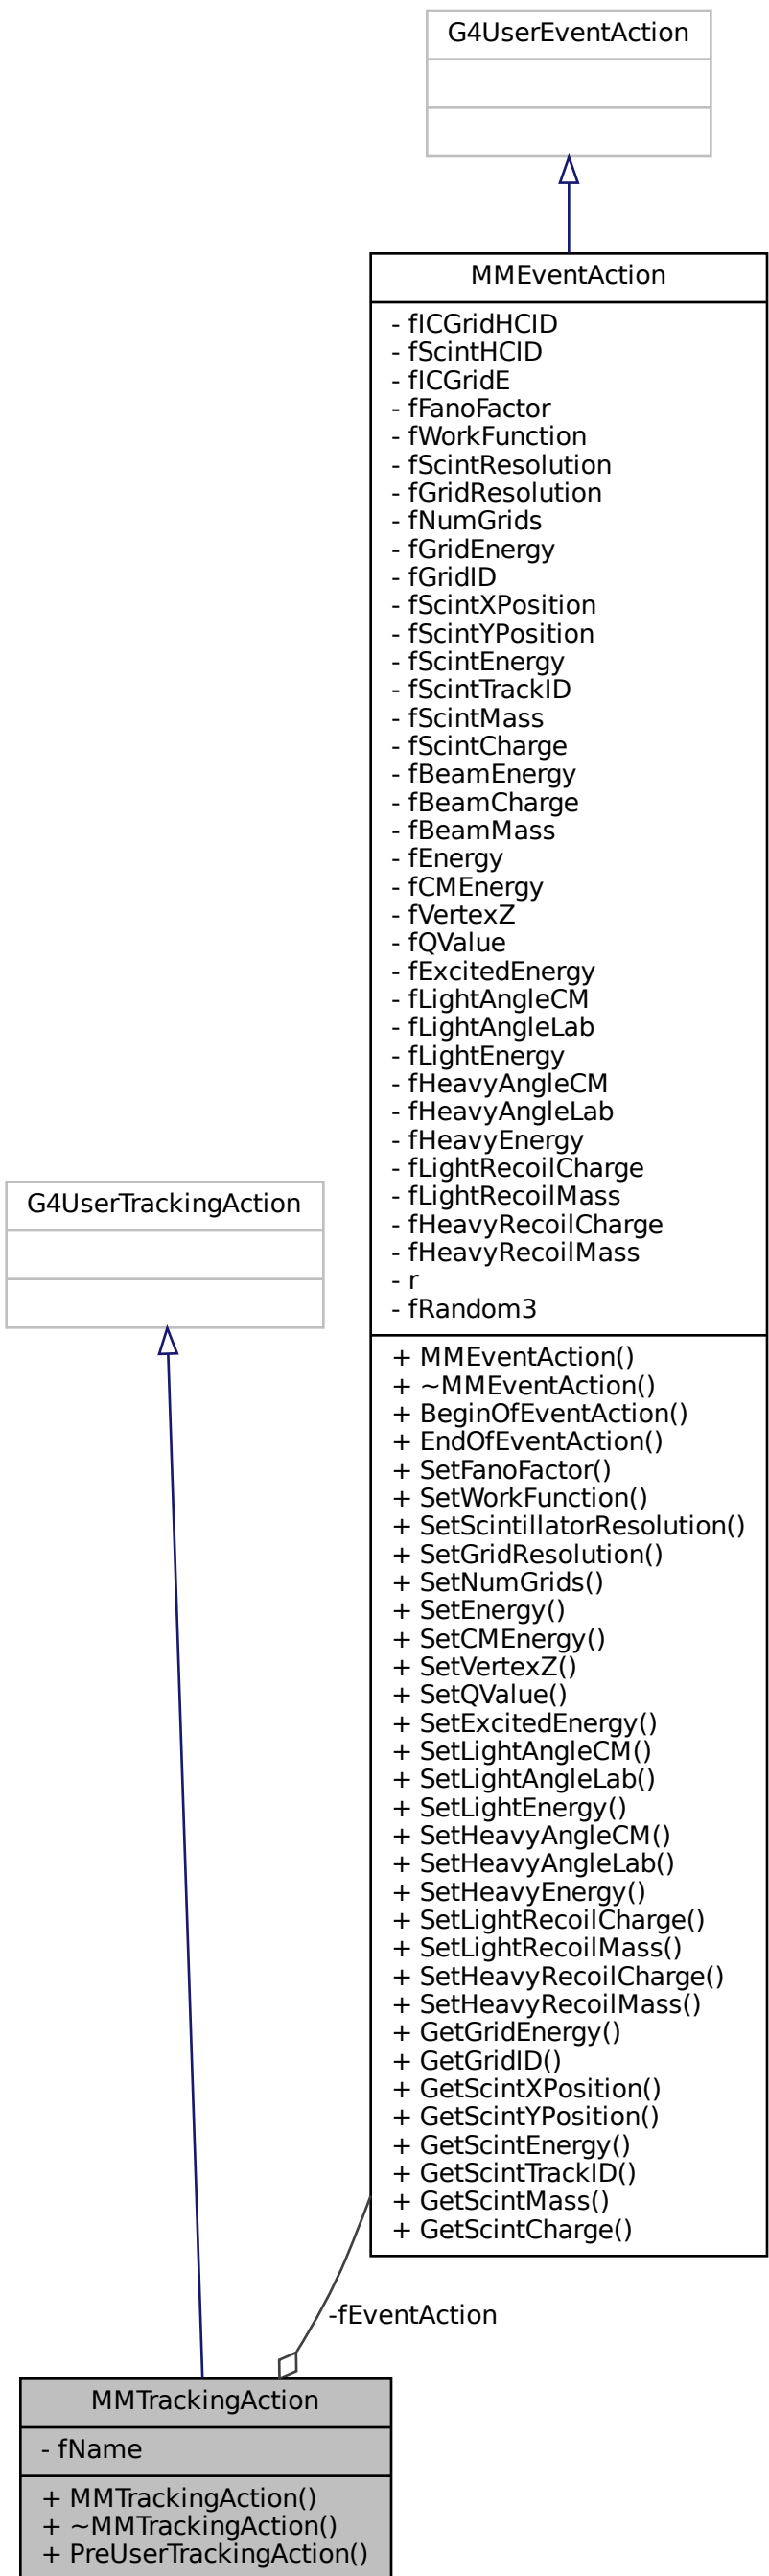 G4UserEventAction
MMEventAction
- fICGridHCID
- fScintHCID
- fICGridE
- fFanoFactor
- fWorkFunction
- fScintResolution
- fGridResolution
- fNumGrids
- fGridEnergy
- fGridID
- fScintXPosition
- fScintYPosition
- fScintEnergy
- fScintTrackID
- fScintMass
- fScintCharge
- fBeamEnergy
- fBeamCharge
- fBeamMass
- fEnergy
- fCMEnergy
- fVertexZ
- fQValue
- fExcitedEnergy
- fLightAngleCM
- fLightAngleLab
- fLightEnergy
- fHeavyAngleCM
- fHeavyAngleLab
- fHeavyEnergy
- fLightRecoilCharge
- fLightRecoilMass
- fHeavyRecoilCharge
- fHeavyRecoilMass
- r
- fRandom3
+ MMEventAction()
+ ~MMEventAction()
+ BeginOfEventAction()
+ EndOfEventAction()
+ SetFanoFactor()
+ SetWorkFunction()
+ SetScintillatorResolution()
+ SetGridResolution()
+ SetNumGrids()
+ SetEnergy()
+ SetCMEnergy()
+ SetVertexZ()
+ SetQValue()
+ SetExcitedEnergy()
+ SetLightAngleCM()
+ SetLightAngleLab()
+ SetLightEnergy()
+ SetHeavyAngleCM()
+ SetHeavyAngleLab()
+ SetHeavyEnergy()
+ SetLightRecoilCharge()
+ SetLightRecoilMass()
+ SetHeavyRecoilCharge()
+ SetHeavyRecoilMass()
+ GetGridEnergy()
+ GetGridID()
+ GetScintXPosition()
+ GetScintYPosition()
+ GetScintEnergy()
+ GetScintTrackID()
+ GetScintMass()
+ GetScintCharge()
G4UserTrackingAction
-fEventAction
MMTrackingAction
- fName
+ MMTrackingAction()
+ ~MMTrackingAction()
+ PreUserTrackingAction()